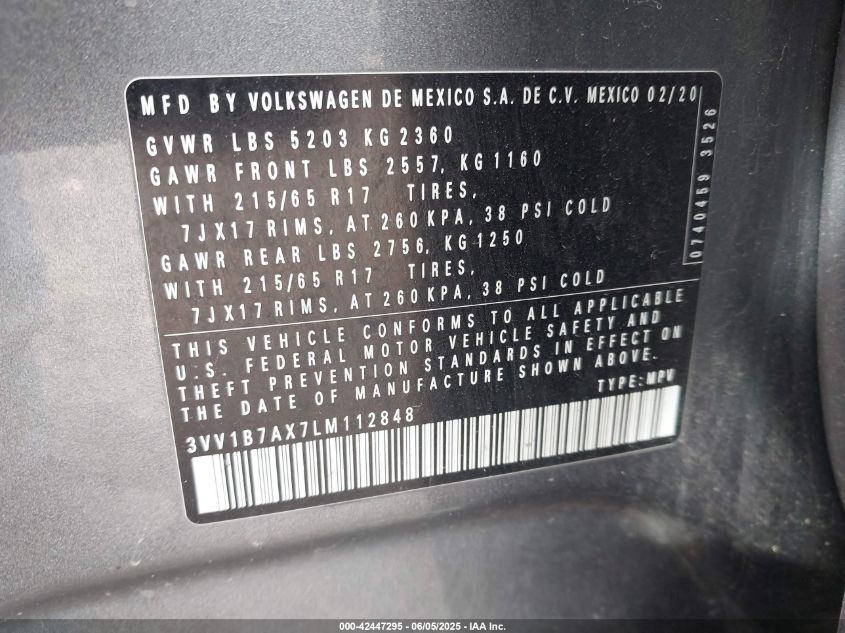 MFD BY VOLKSWAGEN DE MEXICO S.A. DE C.V. MEXICO 02/20
GVWR LBS 5203 KG 2360
GAWR FRONT LBS 2557, KG 1160
WITH 215/65 R17 TIRES,
7JX17 RIMS, AT 260 KPA, 38 PSI COLD
GAWR REAR LBS 2756, KG 1250
WITH 215/65 R17 TIRES,
7JX17 RIMS, AT 260 KPA, 38 PSI COLD
0740459 3526
THIS VEHICLE CONFORMS TO ALL APPLICABLE
U.S. FEDERAL MOTOR VEHICLE SAFETY AND
THEFT PREVENTION STANDARDS IN EFFECT ON
THE DATE OF MANUFACTURE SHOWN ABOVE.
TYPE: MPV
3VV1B7AX7LM112848
000-42447295 - 06/05/2025 - IAA Inc.